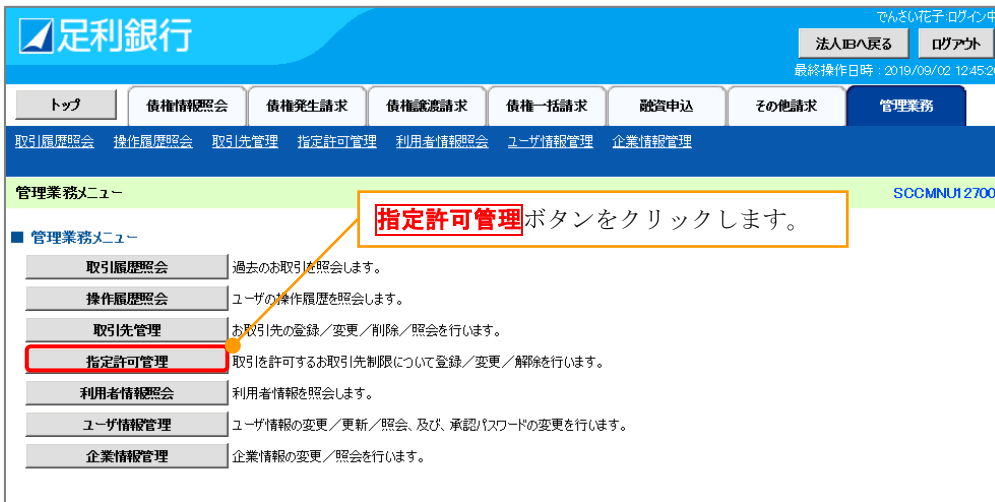 でんさい花子:ログイン中
足利銀行
法人IBへ戻る ログアウト
最終操作日時：2019/09/02 12:45:20
トップ 債権情報照会 債権発生請求 債権譲渡請求 債権一括請求 融資申込 その他請求 管理業務
取引履歴照会 操作履歴照会 取引先管理 指定許可管理 利用者情報照会 ユーザ情報管理 企業情報管理
管理業務メニュー SCCMNU12700
指定許可管理ボタンをクリックします。
■ 管理業務メニュー
取引履歴照会 過去のお取引を照会します。
操作履歴照会 ユーザの操作履歴を照会します。
取引先管理 お取引先の登録／変更／削除／照会を行います。
指定許可管理 取引を許可するお取引先制限について登録／変更／解除を行います。
利用者情報照会 利用者情報を照会します。
ユーザ情報管理 ユーザ情報の変更／更新／照会、及び、承認パスワードの変更を行います。
企業情報管理 企業情報の変更／照会を行います。